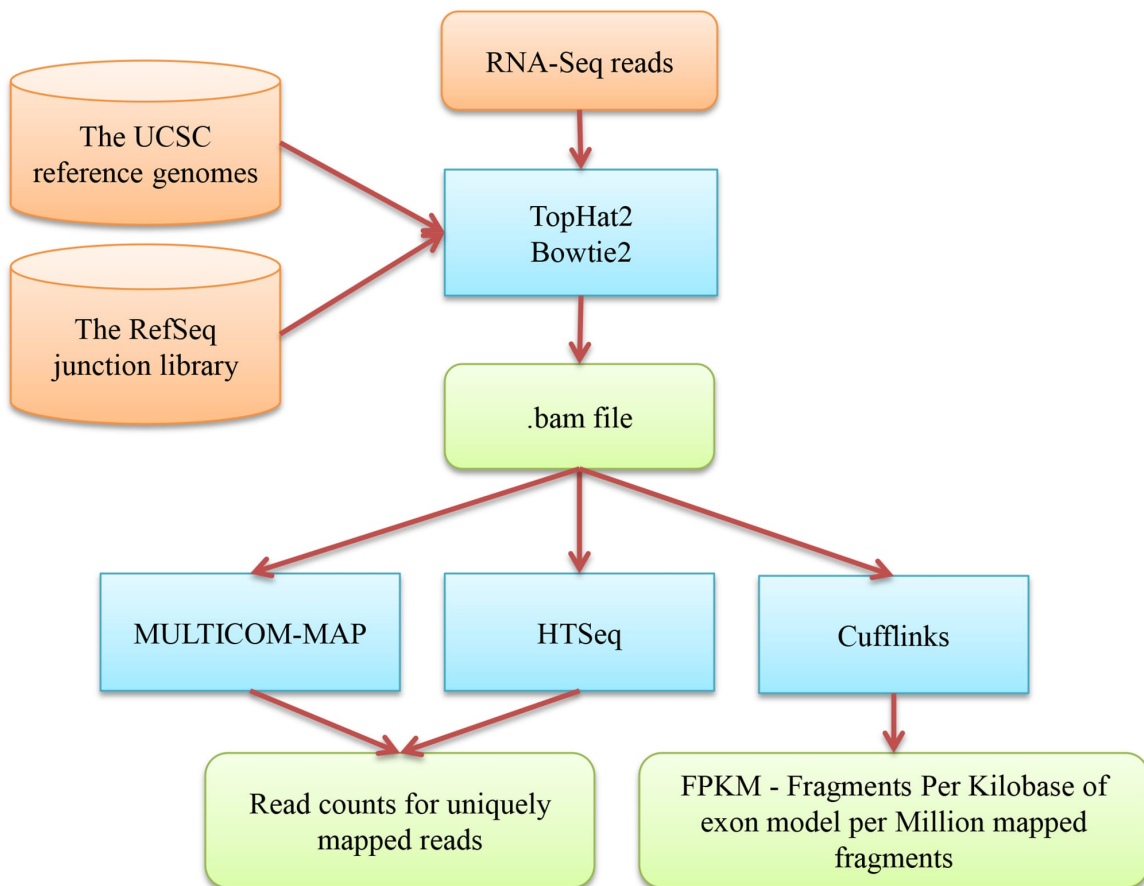 RNA-Seq reads
The UCSC
reference genomes
TopHat2
Bowtie2
The RefSeq
junction library
.bam file
MULTICOM-MAP
HTSeq
Cufflinks
Read counts for uniquely
mapped reads
FPKM - Fragments Per Kilobase of
exon model per Million mapped
fragments